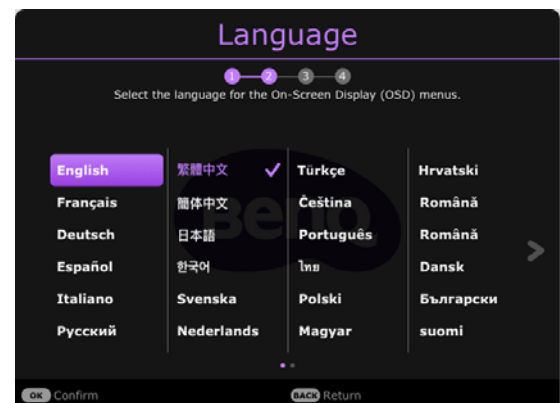 Language
1 2 3 4
Select the language for the On-Screen Display (OSD) menus.
English
Français
Deutsch
Español
Italiano
Русский
繁體中文
簡体中文
日本語
한국어
Svenska
Nederlands
Türkçe
Čeština
Português
ไทย
Polski
Magyar
Hrvatski
Română
Română
Dansk
Български
suomi
BenQ
OK Confirm
BACK Return